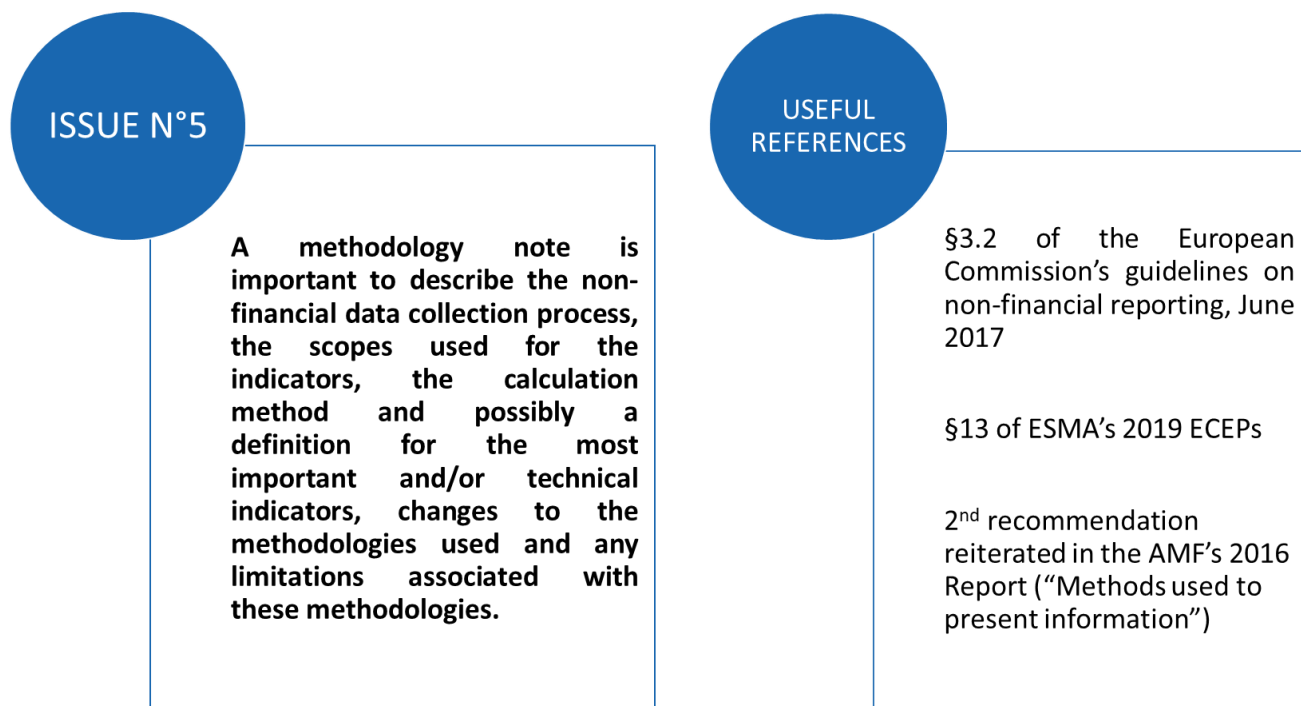 ISSUE N°5
A methodology note is
important to describe the non-
financial data collection process,
the scopes used for the
indicators, the calculation
method and possibly a
definition for the most
important and/or technical
indicators, changes to the
methodologies used and any
limitations associated with
these methodologies.
USEFUL
REFERENCES
§3.2 of the European
Commission’s guidelines on
non-financial reporting, June
2017
§13 of ESMA’s 2019 ECEPs
2nd recommendation
reiterated in the AMF’s 2016
Report (“Methods used to
present information”)